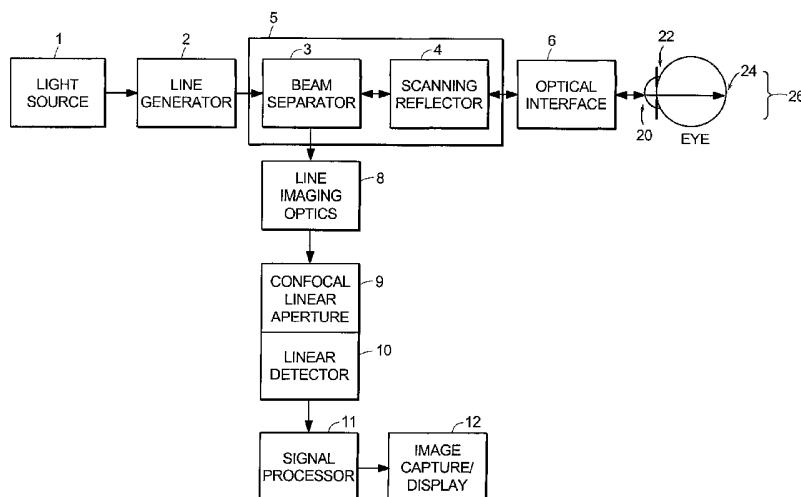 5
1
2
3
4
6
22
LIGHT
SOURCE
LINE
GENERATOR
BEAM
SEPARATOR
SCANNING
REFLECTOR
OPTICAL
INTERFACE
24
26
20
EYE
LINE
IMAGING
OPTICS
8
CONFOCAL
LINEAR
APERTURE
9
LINEAR
DETECTOR
10
11
12
SIGNAL
PROCESSOR
IMAGE
CAPTURE/
DISPLAY